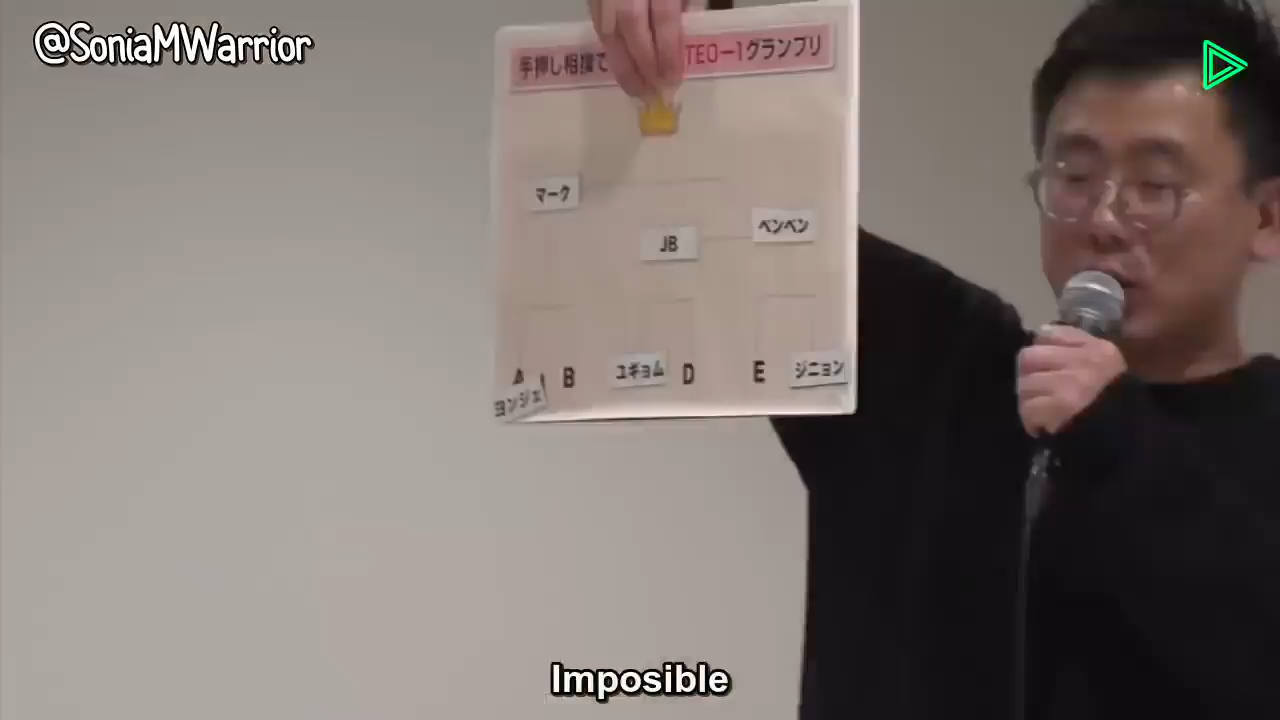 @SoniaMWarrior
手押し相撲で TEO-1グランプリ
マーク
ベンベン
JB
A B ユギョム D E ジニョン
ヨンジェ
Imposible